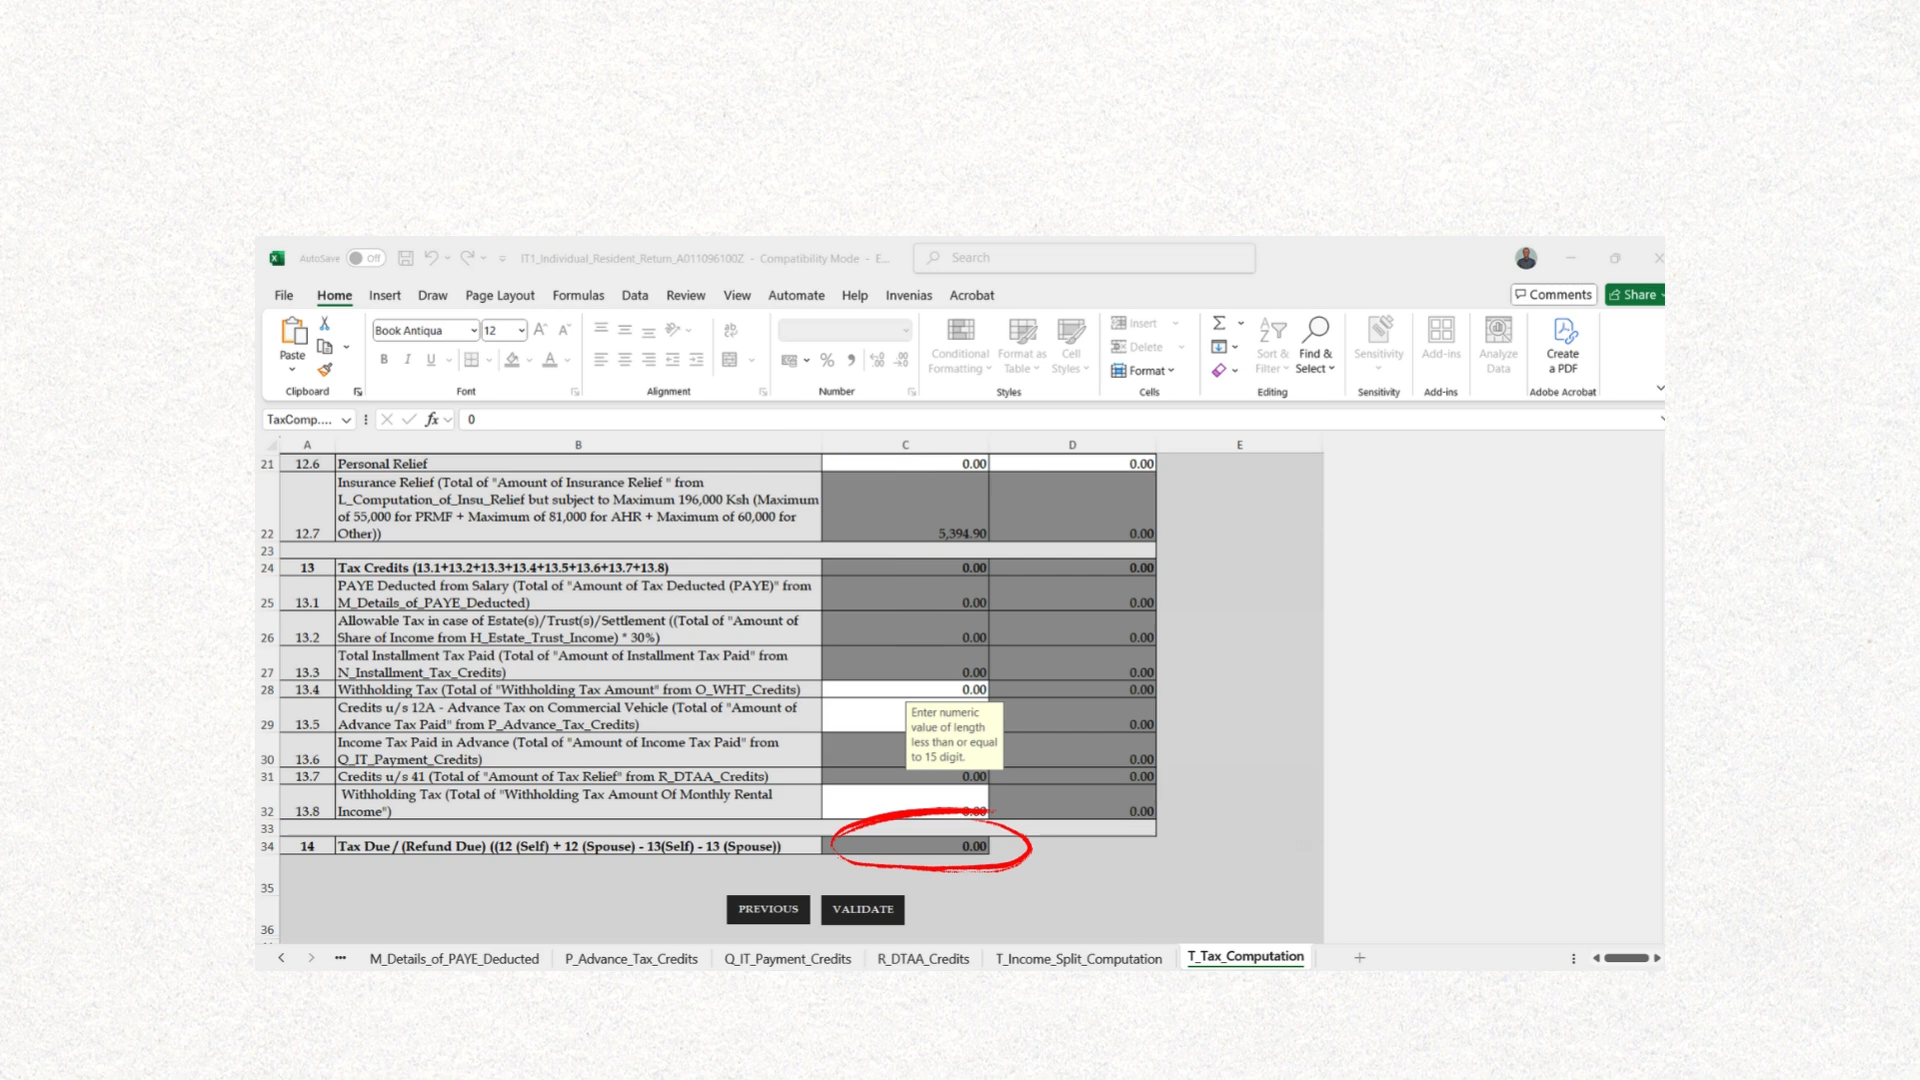 AutoSave Off IT1_Individual_Resident_Return_A011096100Z - Compatibility Mode - E... Search
File Home Insert Draw Page Layout Formulas Data Review View Automate Help Invenias Acrobat Comments Share
Paste Book Antiqua 12 Conditional Formatting Format as Table Cell Styles Insert Delete Format Sort & Filter Find & Select Sensitivity Add-ins Analyze Data Create a PDF
Clipboard Font Alignment Number Styles Cells Editing Sensitivity Add-ins Adobe Acrobat
TaxComp.... fx 0
A B C D E
21 12.6 Personal Relief 0.00 0.00
Insurance Relief (Total of "Amount of Insurance Relief " from
L_Computation_of_Insu_Relief but subject to Maximum 196,000 Ksh (Maximum
of 55,000 for PRMF + Maximum of 81,000 for AHR + Maximum of 60,000 for
22 12.7 Other)) 5,394.90 0.00
23
24 13 Tax Credits (13.1+13.2+13.3+13.4+13.5+13.6+13.7+13.8) 0.00 0.00
PAYE Deducted from Salary (Total of "Amount of Tax Deducted (PAYE)" from
25 13.1 M_Details_of_PAYE_Deducted) 0.00 0.00
Allowable Tax in case of Estate(s)/Trust(s)/Settlement ((Total of "Amount of
26 13.2 Share of Income from H_Estate_Trust_Income) * 30%) 0.00 0.00
Total Installment Tax Paid (Total of "Amount of Installment Tax Paid" from
27 13.3 N_Installment_Tax_Credits) 0.00 0.00
28 13.4 Withholding Tax (Total of "Withholding Tax Amount" from O_WHT_Credits) 0.00 0.00
Credits u/s 12A - Advance Tax on Commercial Vehicle (Total of "Amount of
29 13.5 Advance Tax Paid" from P_Advance_Tax_Credits) 0.00
Enter numeric
value of length
less than or equal
to 15 digit.
Income Tax Paid in Advance (Total of "Amount of Income Tax Paid" from
30 13.6 Q_IT_Payment_Credits) 0.00
31 13.7 Credits u/s 41 (Total of "Amount of Tax Relief" from R_DTAA_Credits) 0.00 0.00
Withholding Tax (Total of "Withholding Tax Amount Of Monthly Rental
32 13.8 Income") 0.00 0.00
33
34 14 Tax Due / (Refund Due) ((12 (Self) + 12 (Spouse) - 13(Self) - 13 (Spouse)) 0.00
35
PREVIOUS VALIDATE
36
M_Details_of_PAYE_Deducted P_Advance_Tax_Credits Q_IT_Payment_Credits R_DTAA_Credits T_Income_Split_Computation T_Tax_Computation